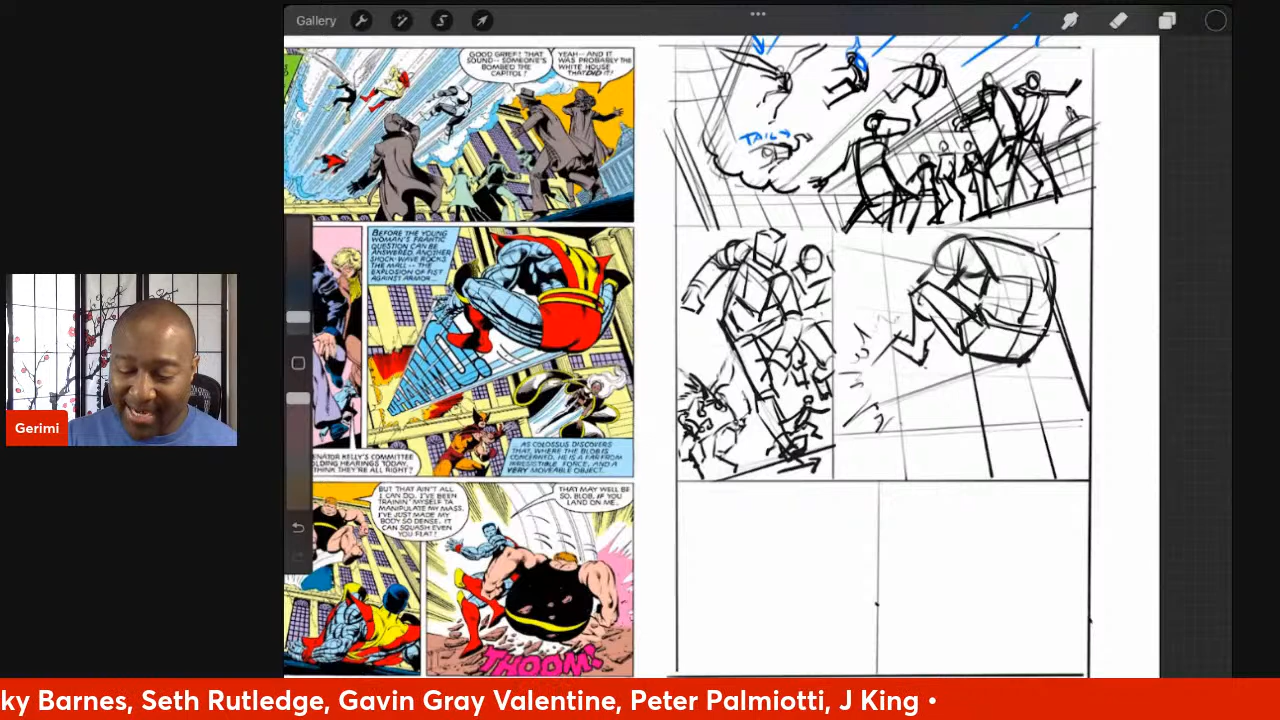 Gallery
GOOD GRIEF! THAT
SOUND-- SOMEONE'S
BOMBED THE
CAPITOL!
YEAH-- AND IT
WAS PROBABLY THE
WHITE HOUSE
THAT DID IT!
TAIL
BEFORE THE YOUNG
WOMAN'S FRANTIC
QUESTION CAN BE
ANSWERED, ANOTHER
SHOCK-WAVE ROCKS
THE MALL -- THE
EXPLOSION OF FIST
AGAINST ARMOR...
Gerimi
ENATOR KELLY'S COMMITTEE
OLDING HEARINGS TODAY.
THINK THEY'RE ALL RIGHT?
AS COLOSSUS DISCOVERS
THAT, WHERE THE BLOB IS
CONCERNED, HE IS A FAR FROM
IRRESISTIBLE FORCE, AND A
VERY MOVEABLE OBJECT.
BUT THAT AIN'T ALL
I CAN DO. I'VE BEEN
TRAININ' MYSELF TA
MANIPULATE MY MASS.
I'VE JUST MADE MY
BODY SO DENSE, IT
CAN SQUASH EVEN
YOU FLAT!
THAT MAY WELL BE
SO, BLOB, IF YOU
LAND ON ME.
THOOM!
ky Barnes, Seth Rutledge, Gavin Gray Valentine, Peter Palmiotti, J King •